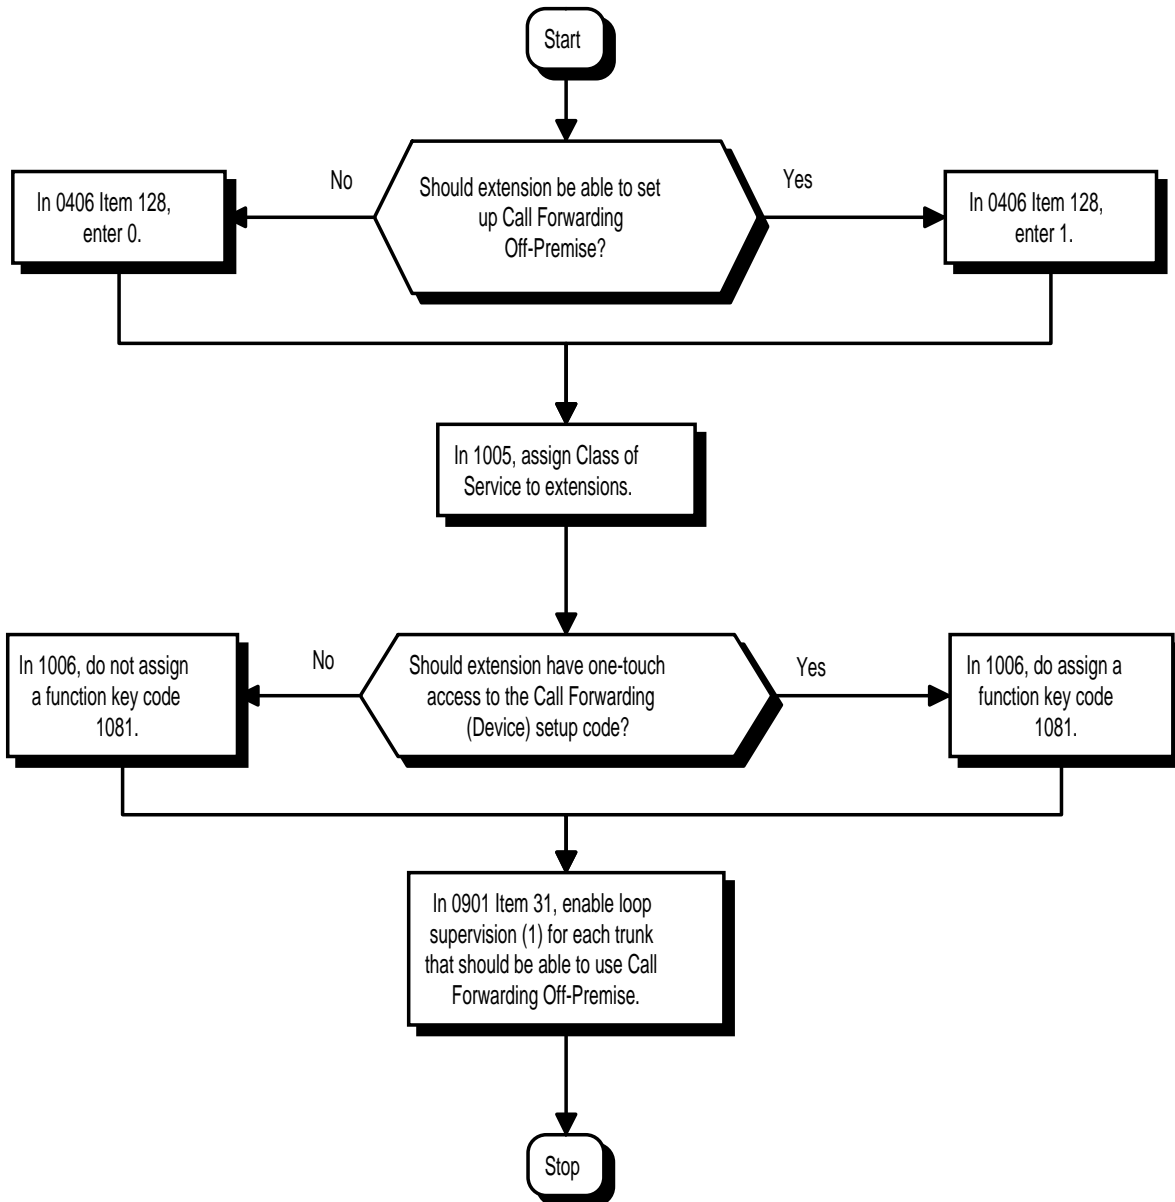 Start
No
Should extension be able to set
up Call Forwarding
Off-Premise?
Yes
In 0406 Item 128,
enter 0.
In 0406 Item 128,
enter 1.
In 1005, assign Class of
Service to extensions.
No
Should extension have one-touch
access to the Call Forwarding
(Device) setup code?
Yes
In 1006, do not assign
a function key code
1081.
In 1006, do assign a
function key code
1081.
In 0901 Item 31, enable loop
supervision (1) for each trunk
that should be able to use Call
Forwarding Off-Premise.
Stop